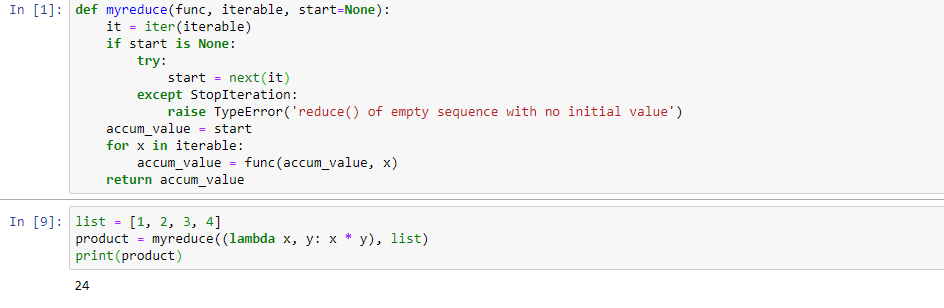 In [1]: def myreduce(func, iterable, start=None):
    it = iter(iterable)
    if start is None:
        try:
            start = next(it)
        except StopIteration:
            raise TypeError('reduce() of empty sequence with no initial value')
    accum_value = start
    for x in iterable:
        accum_value = func(accum_value, x)
    return accum_value
In [9]: list = [1, 2, 3, 4]
product = myreduce((lambda x, y: x * y), list)
print(product)
24